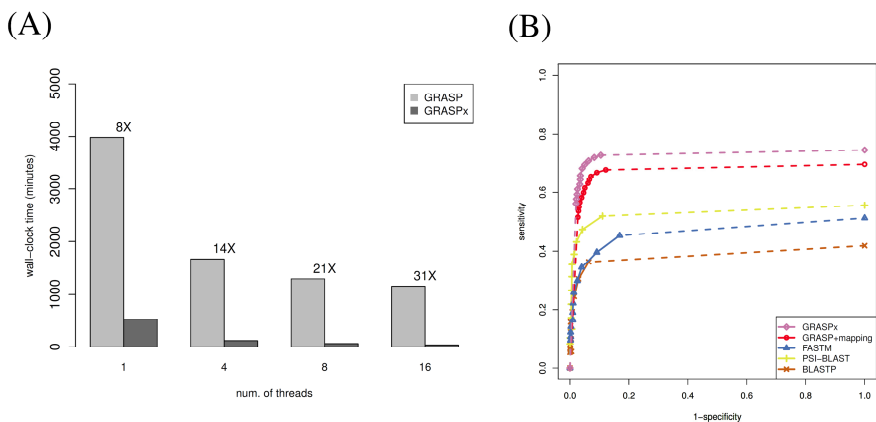 (A)
5000
4000
3000
2000
1000
0
wall−clock time (minutes)
8X
14X
21X
31X
GRASP
GRASPx
1
4
8
16
num. of threads
(B)
1.0
0.8
0.6
0.4
0.2
0.0
sensitivity
GRASPx
GRASP+mapping
FASTM
PSI−BLAST
BLASTP
0.0
0.2
0.4
0.6
0.8
1.0
1−specificity